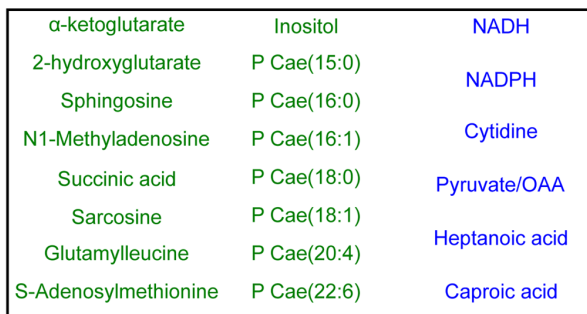 α-ketoglutarate
2-hydroxyglutarate
Sphingosine
N1-Methyladenosine
Succinic acid
Sarcosine
Glutamylleucine
S-Adenosylmethionine
Inositol
P Cae(15:0)
P Cae(16:0)
P Cae(16:1)
P Cae(18:0)
P Cae(18:1)
P Cae(20:4)
P Cae(22:6)
NADH
NADPH
Cytidine
Pyruvate/OAA
Heptanoic acid
Caproic acid